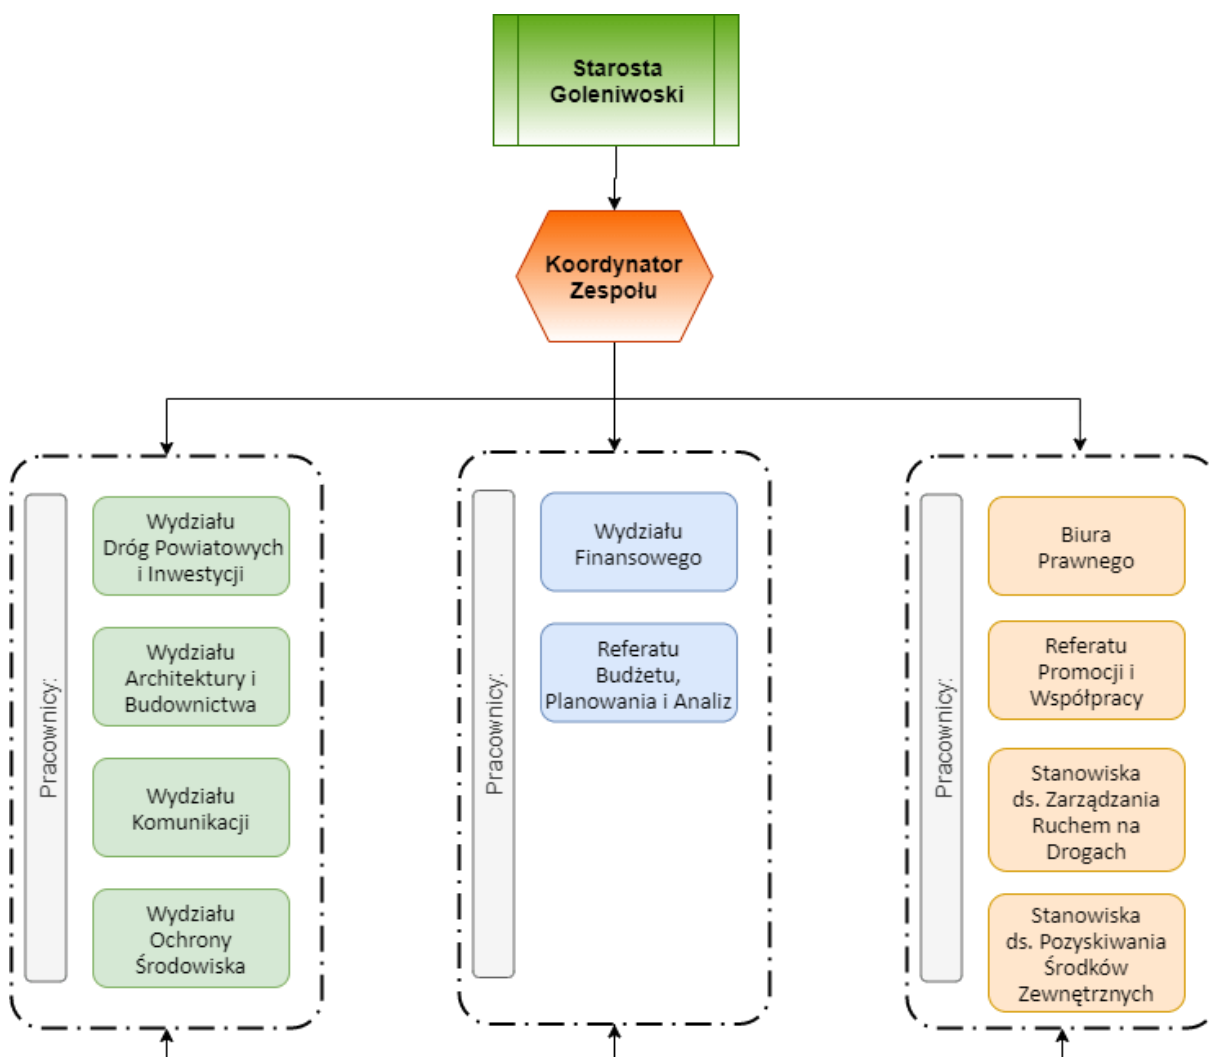 Starosta
Goleniwoski
Koordynator
Zespołu
Pracownicy:
Wydziału
Dróg Powiatowych
i Inwestycji
Wydziału
Architektury i
Budownictwa
Wydziału
Komunikacji
Wydziału
Ochrony
Środowiska
Pracownicy:
Wydziału
Finansowego
Referatu
Budżetu,
Planowania i Analiz
Pracownicy:
Biura
Prawnego
Referatu
Promocji i
Współpracy
Stanowiska
ds. Zarządzania
Ruchem na
Drogach
Stanowiska
ds. Pozyskiwania
Środków
Zewnętrznych